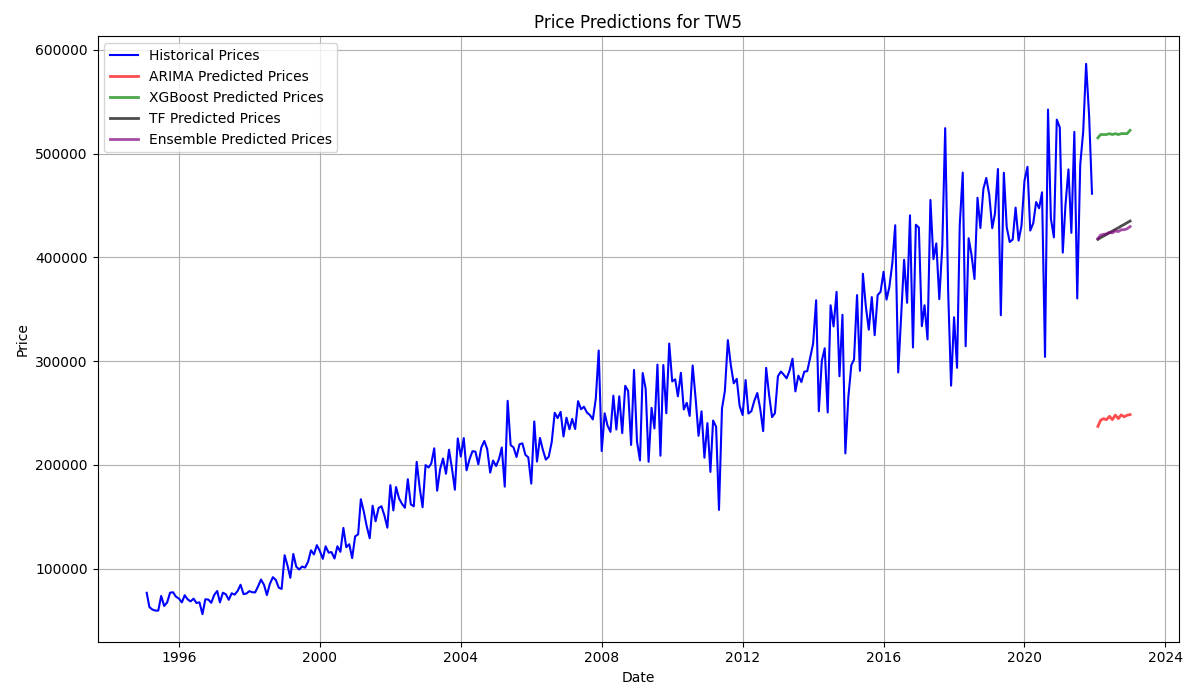 Price Predictions for TW5
Historical Prices
ARIMA Predicted Prices
XGBoost Predicted Prices
TF Predicted Prices
Ensemble Predicted Prices
600000
500000
400000
300000
200000
100000
Price
1996 2000 2004 2008 2012 2016 2020 2024
Date